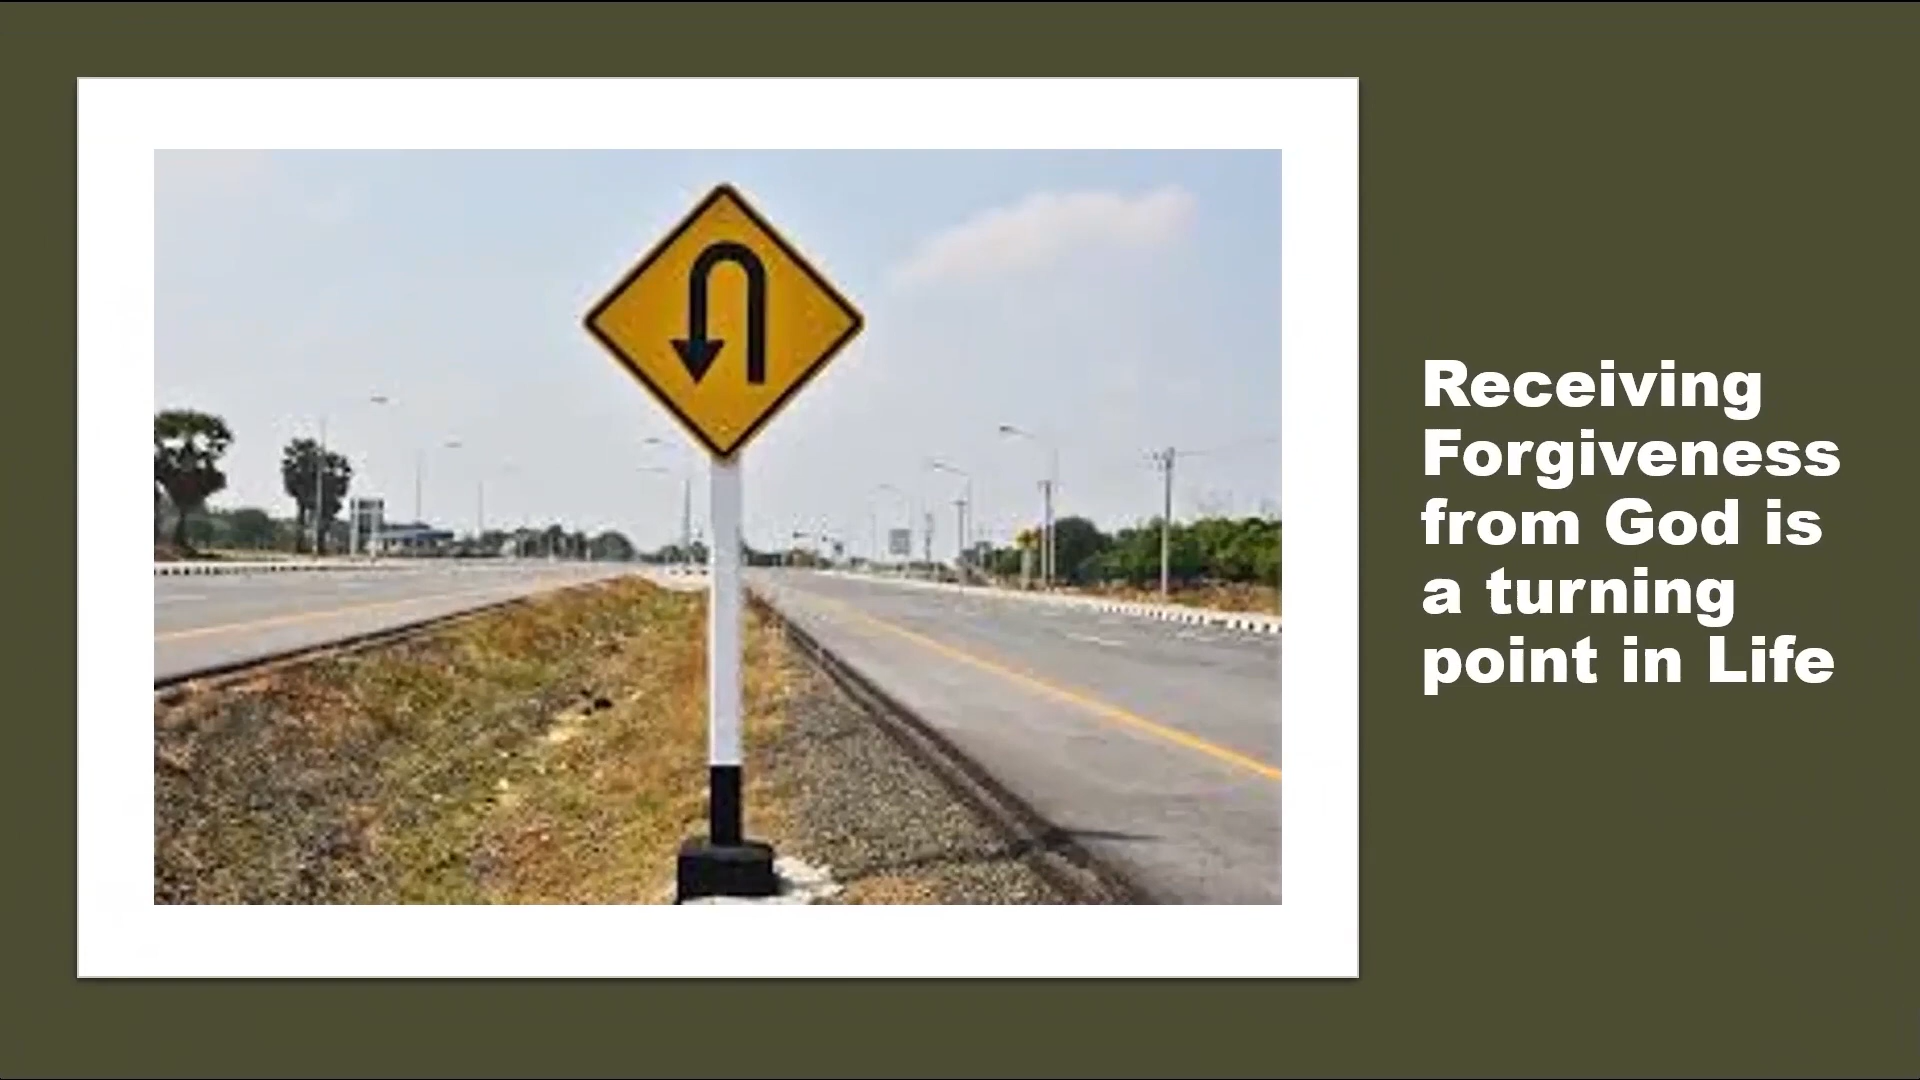 Receiving
Forgiveness
from God is
a turning
point in Life